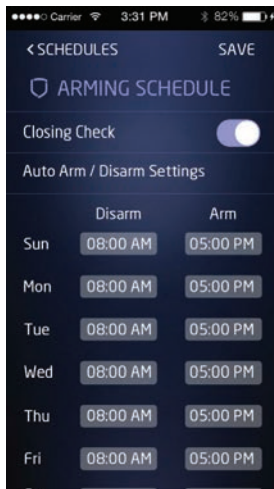 Carrier 3:31 PM 82%
< SCHEDULES SAVE
ARMING SCHEDULE
Closing Check
Auto Arm / Disarm Settings
Disarm Arm
Sun 08:00 AM 05:00 PM
Mon 08:00 AM 05:00 PM
Tue 08:00 AM 05:00 PM
Wed 08:00 AM 05:00 PM
Thu 08:00 AM 05:00 PM
Fri 08:00 AM 05:00 PM